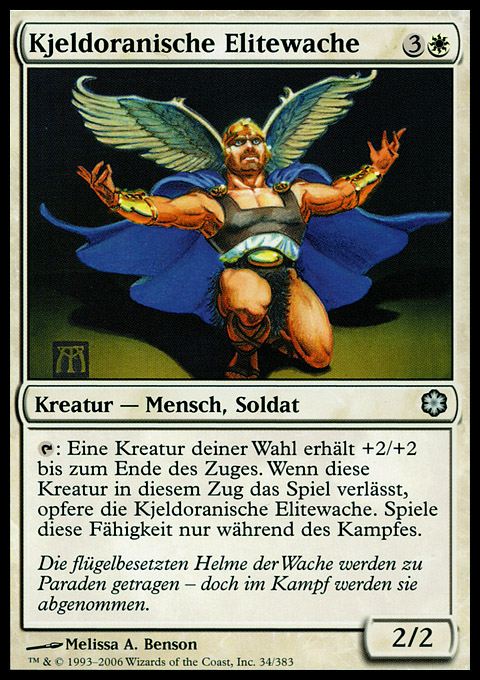 Kjeldoranische Elitewache 3
Kreatur — Mensch, Soldat
: Eine Kreatur deiner Wahl erhält +2/+2
bis zum Ende des Zuges. Wenn diese
Kreatur in diesem Zug das Spiel verlässt,
opfere die Kjeldoranische Elitewache. Spiele
diese Fähigkeit nur während des Kampfes.
Die flügelbesetzten Helme der Wache werden zu
Paraden getragen – doch im Kampf werden sie
abgenommen.
Melissa A. Benson
2/2
™ & © 1993–2006 Wizards of the Coast, Inc. 34/383